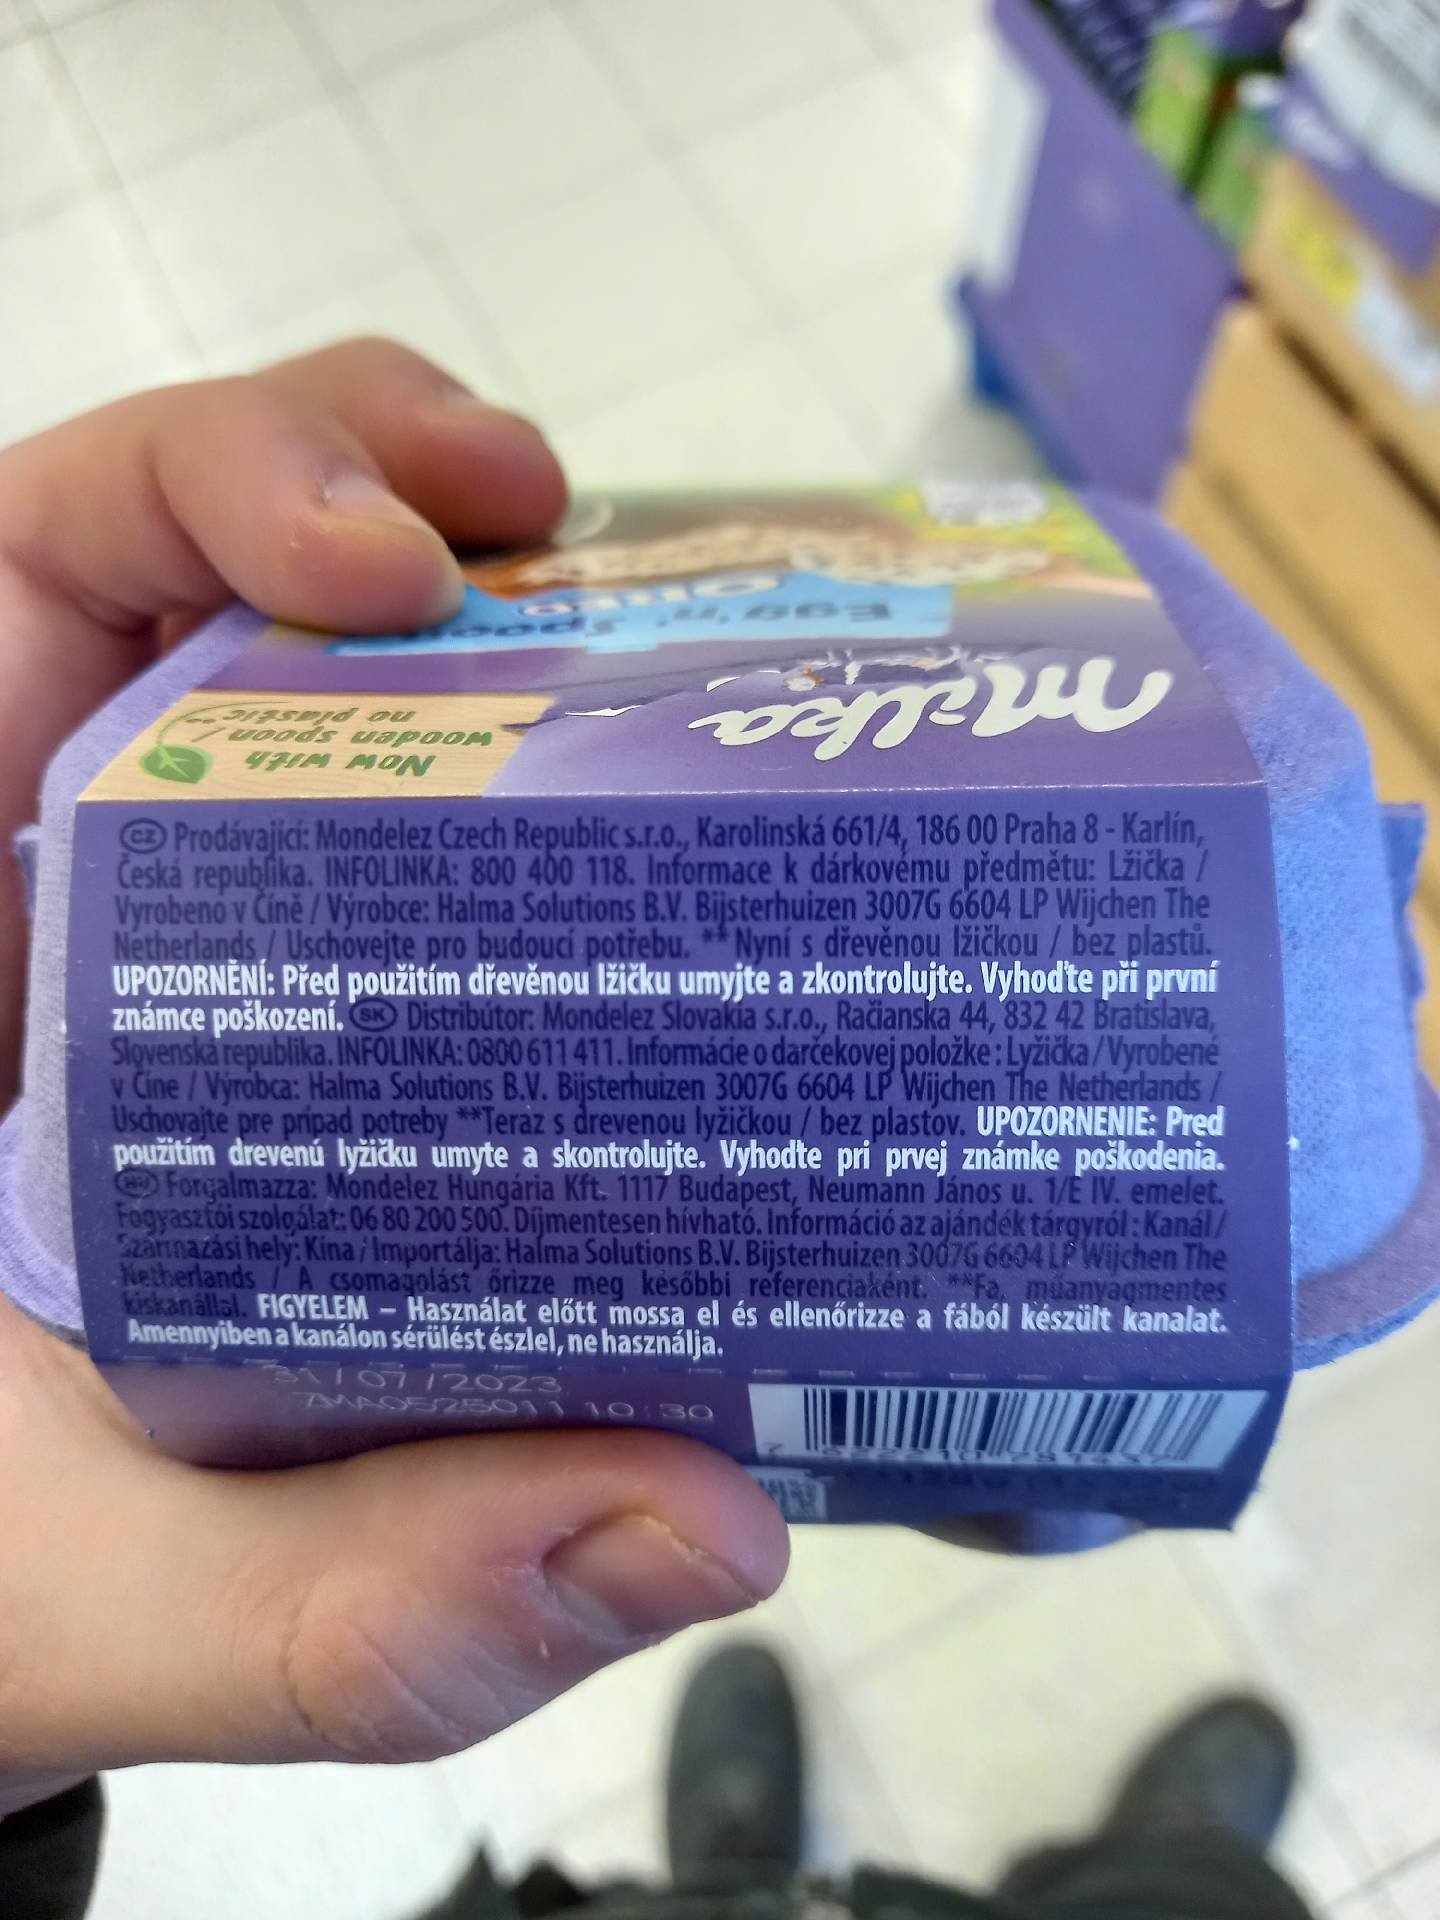 OREO
Egg 'n' Spoon
Milka
Now with
wooden spoon /
no plastic**
CZ Prodávající: Mondelez Czech Republic s.r.o., Karolinská 661/4, 186 00 Praha 8 - Karlín,
Česká republika. INFOLINKA: 800 400 118. Informace k dárkovému předmětu: Lžička /
Vyrobeno v Číně / Výrobce: Halma Solutions B.V. Bijsterhuizen 3007G 6604 LP Wijchen The
Netherlands / Uschovejte pro budoucí potřebu. ** Nyní s dřevěnou lžičkou / bez plastů.
UPOZORNĚNÍ: Před použitím dřevěnou lžičku umyjte a zkontrolujte. Vyhoďte při první
známce poškození. SK Distribútor: Mondelez Slovakia s.r.o., Račianska 44, 832 42 Bratislava,
Slovenská republika. INFOLINKA: 0800 611 411. Informácie o darčekovej položke : Lyžička / Vyrobené
v Číne / Výrobca: Halma Solutions B.V. Bijsterhuizen 3007G 6604 LP Wijchen The Netherlands /
Uschovajte pre prípad potreby **Teraz s drevenou lyžičkou / bez plastov. UPOZORNENIE: Pred
použitím drevenú lyžičku umyte a skontrolujte. Vyhoďte pri prvej známke poškodenia.
HU Forgalmazza: Mondelez Hungária Kft. 1117 Budapest, Neumann János u. 1/E IV. emelet.
Fogyasztói szolgálat: 06 80 200 500. Díjmentesen hívható. Információ az ajándék tárgyról : Kanál /
Származási hely: Kína / Importálja: Halma Solutions B.V. Bijsterhuizen 3007G 6604 LP Wijchen The
Netherlands / A csomagolást őrizze meg későbbi referenciaként. **Fa, műanyagmentes
kiskanállal. FIGYELEM – Használat előtt mossa el és ellenőrizze a fából készült kanalat.
Amennyiben a kanálon sérülést észlel, ne használja.
31/07/2023
ZMA0525011 10:30